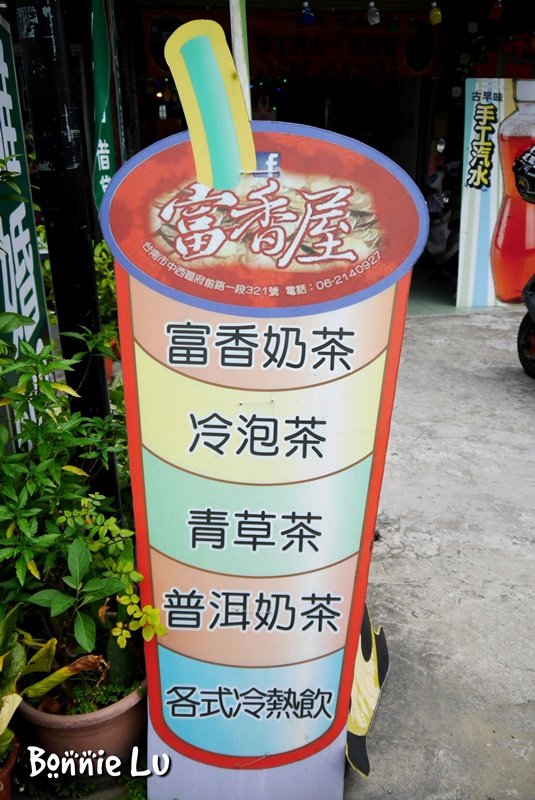 f
富香屋
台南市中西區府前路一段321號 電話：06-2140927
富香奶茶
冷泡茶
青草茶
普洱奶茶
各式冷熱飲
古早味
手工汽水
Bonnie Lu